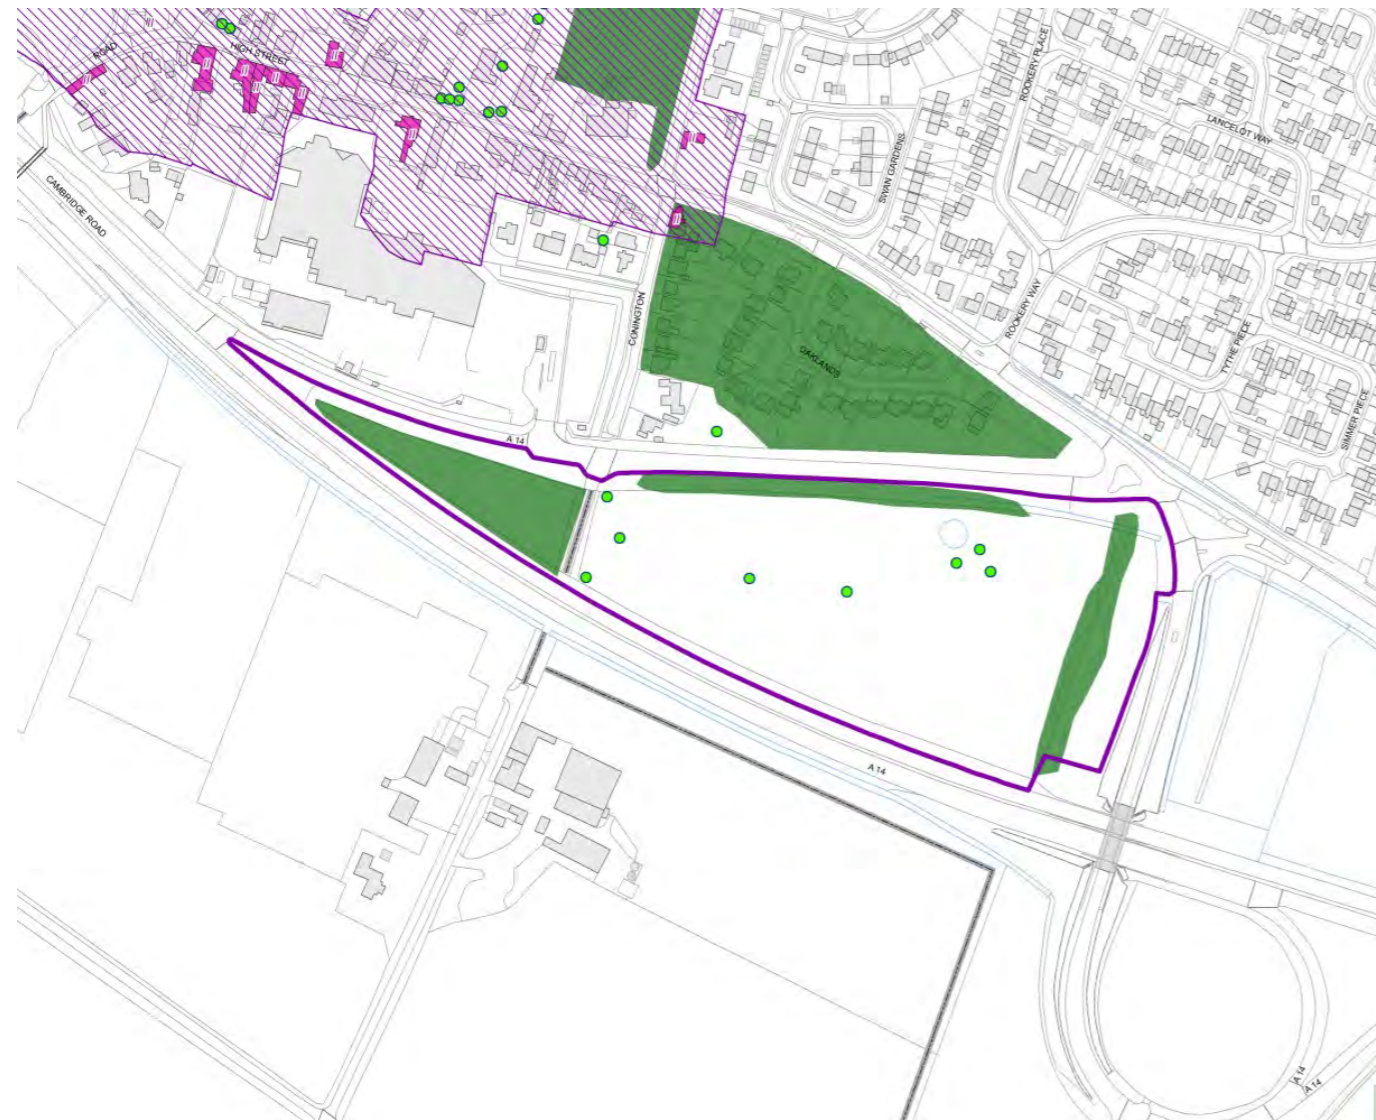 ROAD
HIGH STREET
ROOKERY PLACE
LANCELOT WAY
SWAN GARDENS
CAMBRIDGE ROAD
CONINGTON
ROOKERY WAY
TYTHE PIECE
OAKLANDS
SIMMER PIECE
A 14
A 14
A 14
A 14